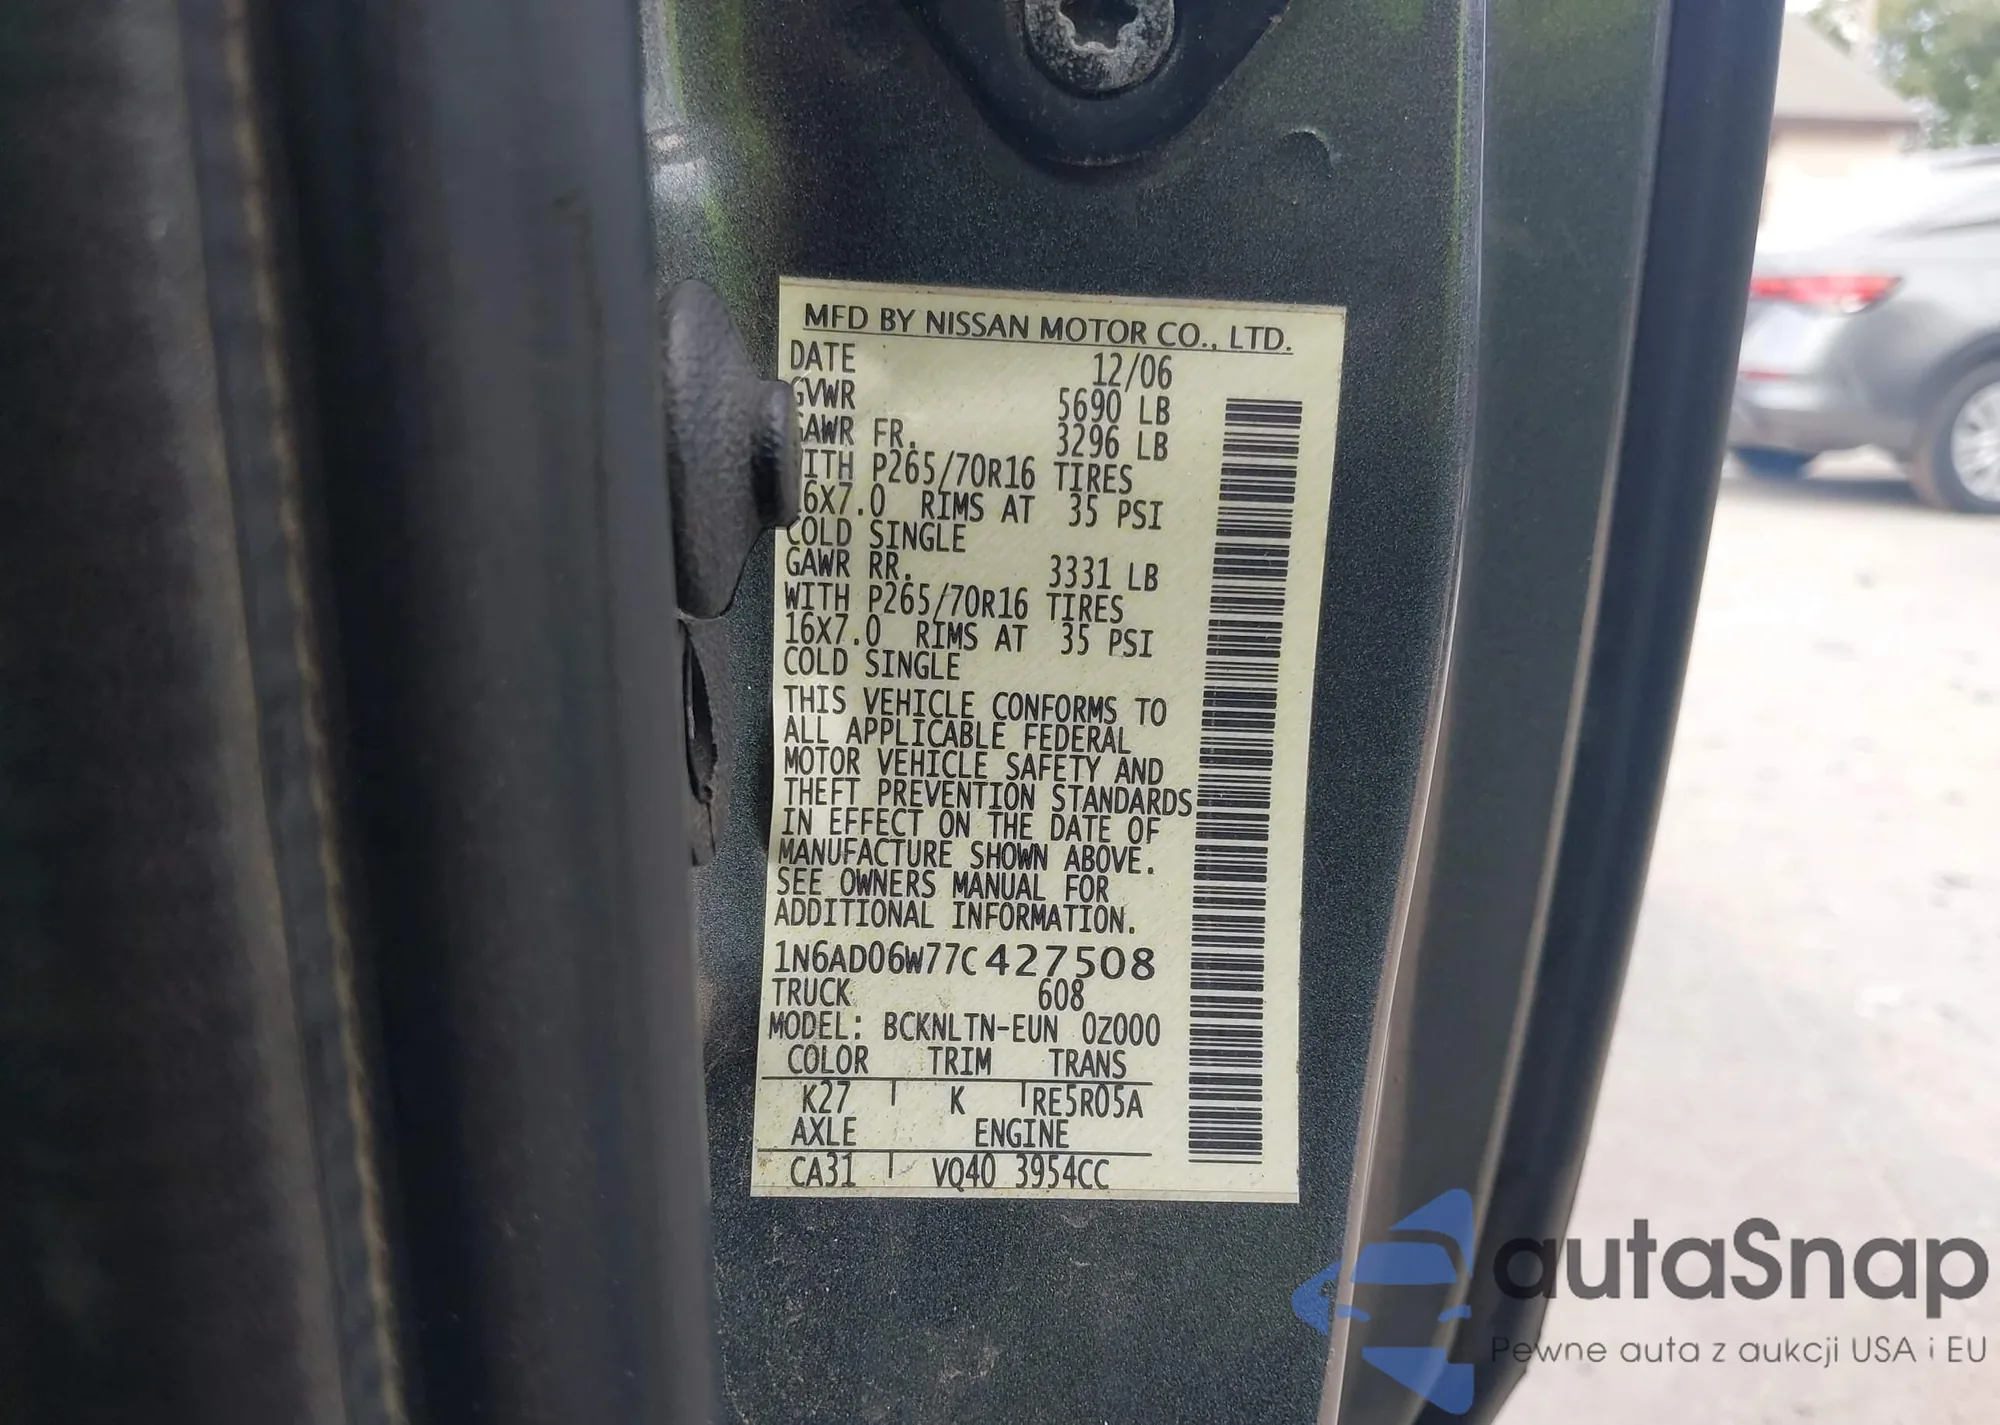 MFD BY NISSAN MOTOR CO., LTD.
DATE 12/06
GVWR 5690 LB
GAWR FR. 3296 LB
WITH P265/70R16 TIRES
16X7.0 RIMS AT 35 PSI
COLD SINGLE
GAWR RR. 3331 LB
WITH P265/70R16 TIRES
16X7.0 RIMS AT 35 PSI
COLD SINGLE
THIS VEHICLE CONFORMS TO
ALL APPLICABLE FEDERAL
MOTOR VEHICLE SAFETY AND
THEFT PREVENTION STANDARDS
IN EFFECT ON THE DATE OF
MANUFACTURE SHOWN ABOVE.
SEE OWNERS MANUAL FOR
ADDITIONAL INFORMATION.
1N6AD06W77C427508
TRUCK 608
MODEL: BCKNLTN-EUN 0Z000
COLOR TRIM TRANS
K27 K RE5R05A
AXLE ENGINE
CA31 VQ40 3954CC
autaSnap
Pewne auta z aukcji USA i EU